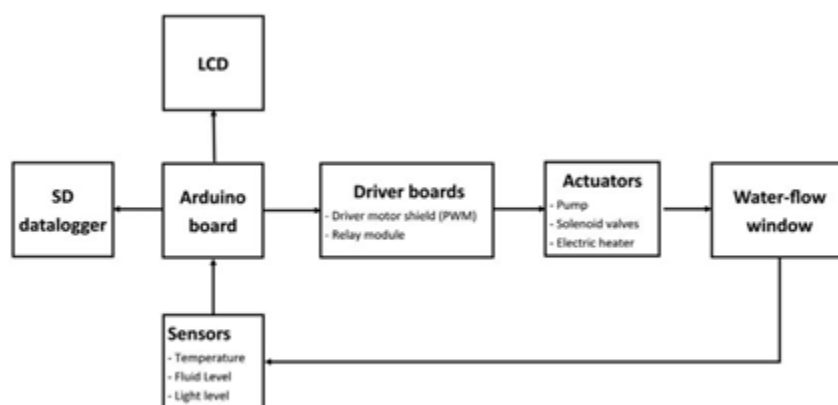 LCD
SD
datalogger
Arduino
board
Driver boards
- Driver motor shield (PWM)
- Relay module
Actuators
- Pump
- Solenoid valves
- Electric heater
Water-flow
window
Sensors
- Temperature
- Fluid Level
- Light level